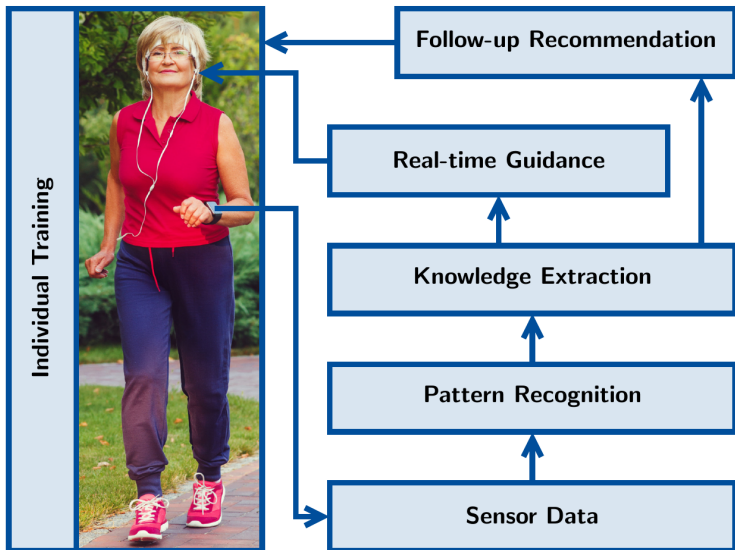 Individual Training
Follow-up Recommendation
Real-time Guidance
Knowledge Extraction
Pattern Recognition
Sensor Data